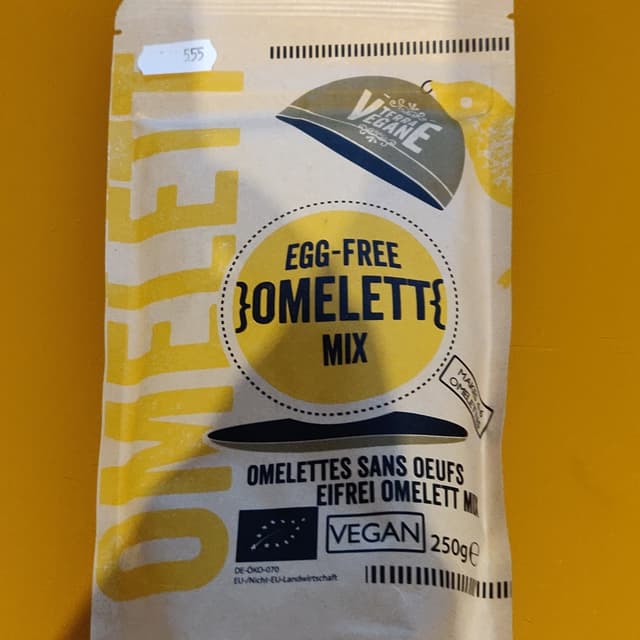 555
OMELETT
TERRA
VEGANE
EGG-FREE
}OMELETT{
MIX
OMELETTES
OMELETTES SANS OEUFS
EIFREI OMELETT MIX
VEGAN
250g℮
DE-ÖKO-070
EU-/Nicht-EU-Landwirtschaft